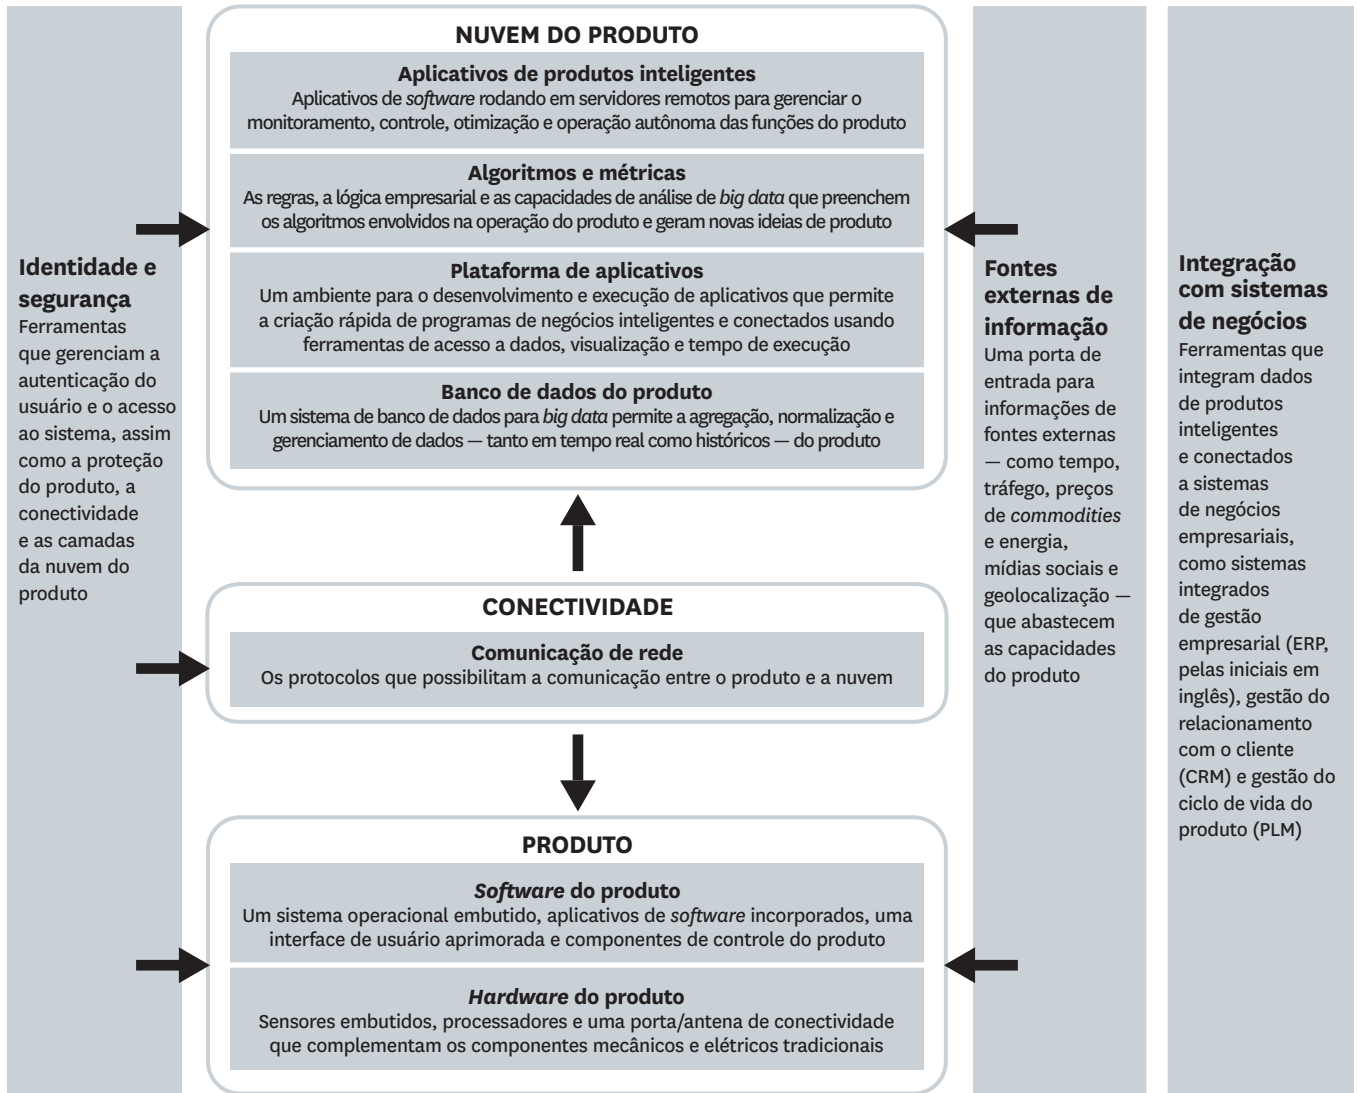 NUVEM DO PRODUTO
Aplicativos de produtos inteligentes
Aplicativos de software rodando em servidores remotos para gerenciar o
monitoramento, controle, otimização e operação autônoma das funções do produto
Algoritmos e métricas
As regras, a lógica empresarial e as capacidades de análise de big data que preenchem
os algoritmos envolvidos na operação do produto e geram novas ideias de produto
Plataforma de aplicativos
Um ambiente para o desenvolvimento e execução de aplicativos que permite
a criação rápida de programas de negócios inteligentes e conectados usando
ferramentas de acesso a dados, visualização e tempo de execução
Banco de dados do produto
Um sistema de banco de dados para big data permite a agregação, normalização e
gerenciamento de dados — tanto em tempo real como históricos — do produto
CONECTIVIDADE
Comunicação de rede
Os protocolos que possibilitam a comunicação entre o produto e a nuvem
PRODUTO
Software do produto
Um sistema operacional embutido, aplicativos de software incorporados, uma
interface de usuário aprimorada e componentes de controle do produto
Hardware do produto
Sensores embutidos, processadores e uma porta/antena de conectividade
que complementam os componentes mecânicos e elétricos tradicionais
Identidade e
segurança
Ferramentas
que gerenciam a
autenticação do
usuário e o acesso
ao sistema, assim
como a proteção
do produto, a
conectividade
e as camadas
da nuvem do
produto
Fontes
externas de
informação
Uma porta de
entrada para
informações de
fontes externas
— como tempo,
tráfego, preços
de commodities
e energia,
mídias sociais e
geolocalização —
que abastecem
as capacidades
do produto
Integração
com sistemas
de negócios
Ferramentas que
integram dados
de produtos
inteligentes
e conectados
a sistemas
de negócios
empresariais,
como sistemas
integrados
de gestão
empresarial (ERP,
pelas iniciais em
inglês), gestão do
relacionamento
com o cliente
(CRM) e gestão do
ciclo de vida do
produto (PLM)